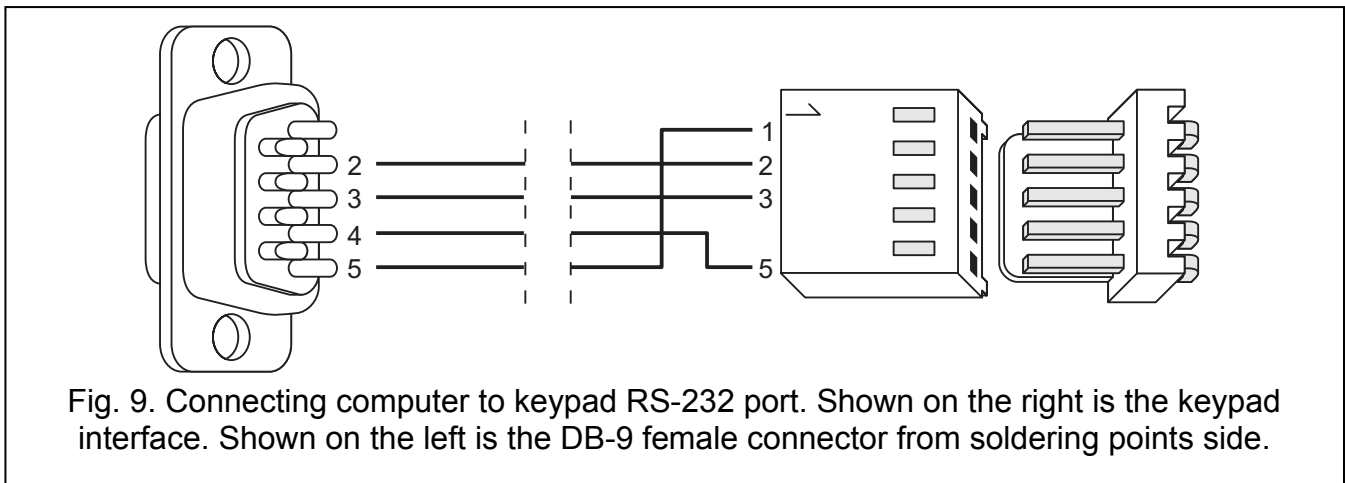 1
2 2
3 3
4
5 5
Fig. 9. Connecting computer to keypad RS-232 port. Shown on the right is the keypad
interface. Shown on the left is the DB-9 female connector from soldering points side.